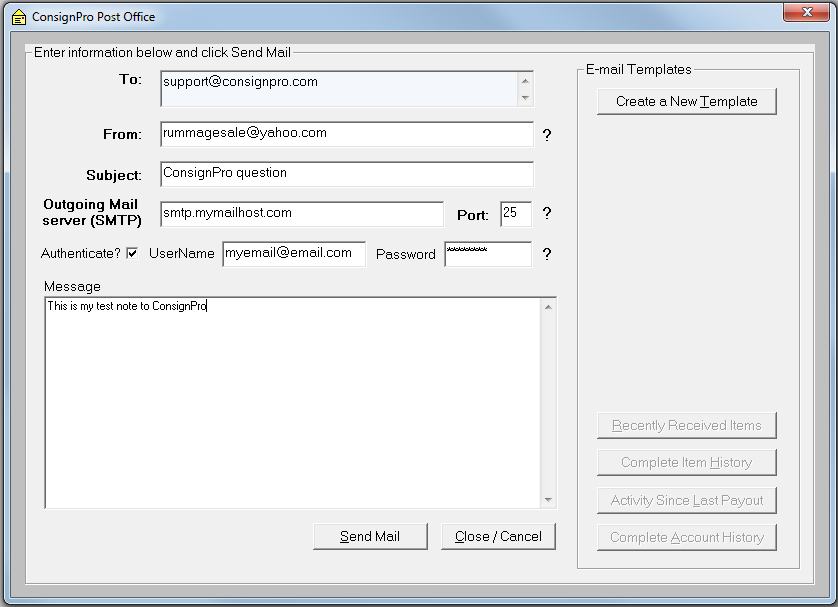 ConsignPro Post Office
Enter information below and click Send Mail
To: support@consignpro.com
From: rummagesale@yahoo.com ?
Subject: ConsignPro question
Outgoing Mail
server (SMTP) smtp.mymailhost.com Port: 25 ?
Authenticate? UserName myemail@email.com Password ********* ?
Message
This is my test note to ConsignPro
Send Mail Close / Cancel
E-mail Templates
Create a New Template
Recently Received Items
Complete Item History
Activity Since Last Payout
Complete Account History